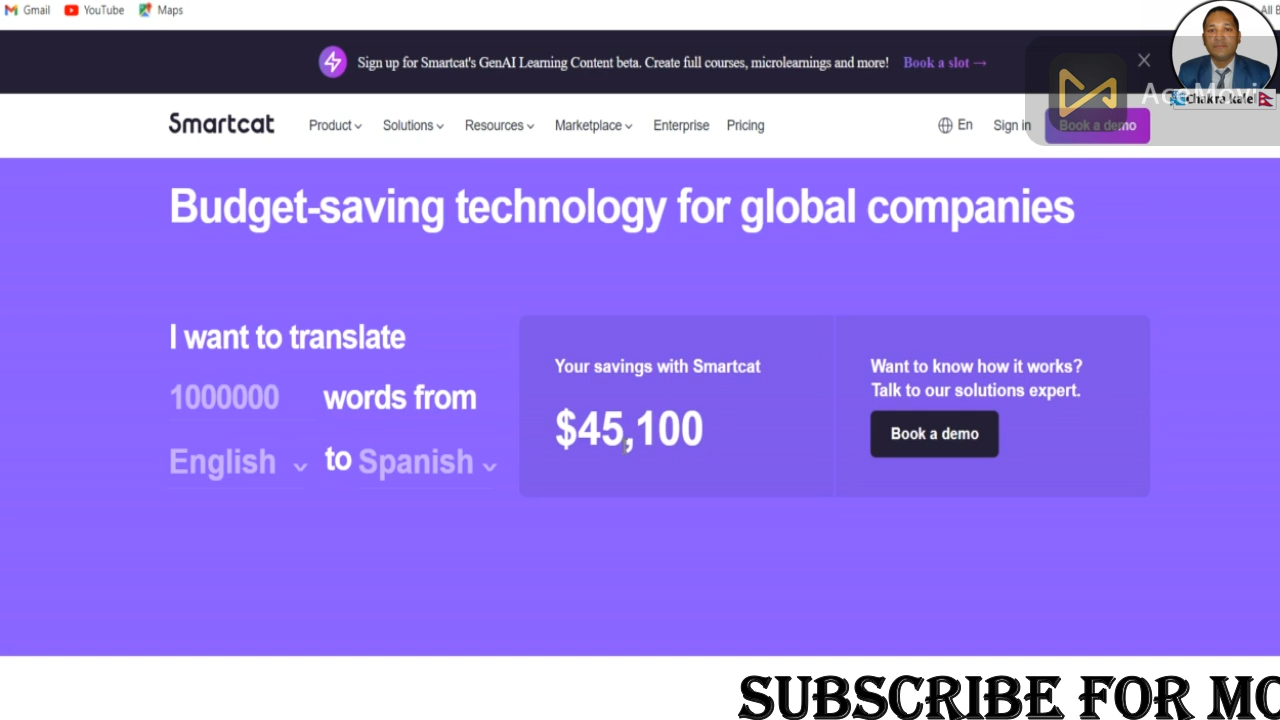 Gmail YouTube Maps All B
Sign up for Smartcat's GenAI Learning Content beta. Create full courses, microlearnings and more! Book a slot →
Smartcat Product Solutions Resources Marketplace Enterprise Pricing En Sign in Book a demo
Chakra kafel
Budget-saving technology for global companies
I want to translate
1000000 words from
English to Spanish
Your savings with Smartcat
$45,100
Want to know how it works?
Talk to our solutions expert.
Book a demo
SUBSCRIBE FOR MO